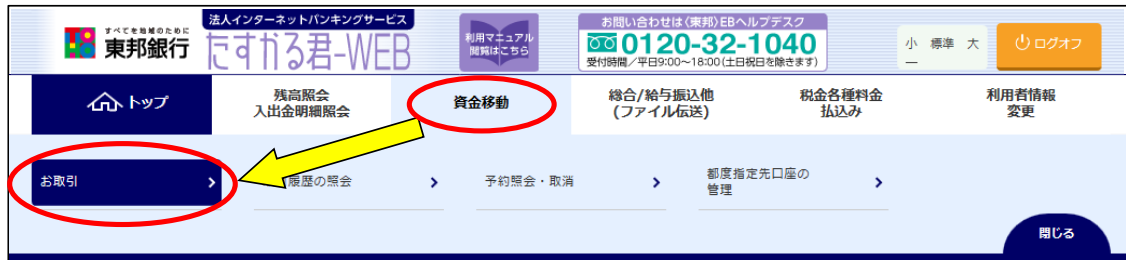 すべてを地域のために
東邦銀行
法人インターネットバンキングサービス
たすかる君-WEB
利用マニュアル
閲覧はこちら
お問い合わせは〈東邦〉EBヘルプデスク
0120-32-1040
受付時間/平日9:00~18:00(土日祝日を除きます)
小 標準 大
ログオフ
トップ
残高照会
入出金明細照会
資金移動
総合/給与振込他
(ファイル伝送)
税金各種料金
払込み
利用者情報
変更
お取引
履歴の照会
予約照会・取消
都度指定先口座の
管理
閉じる